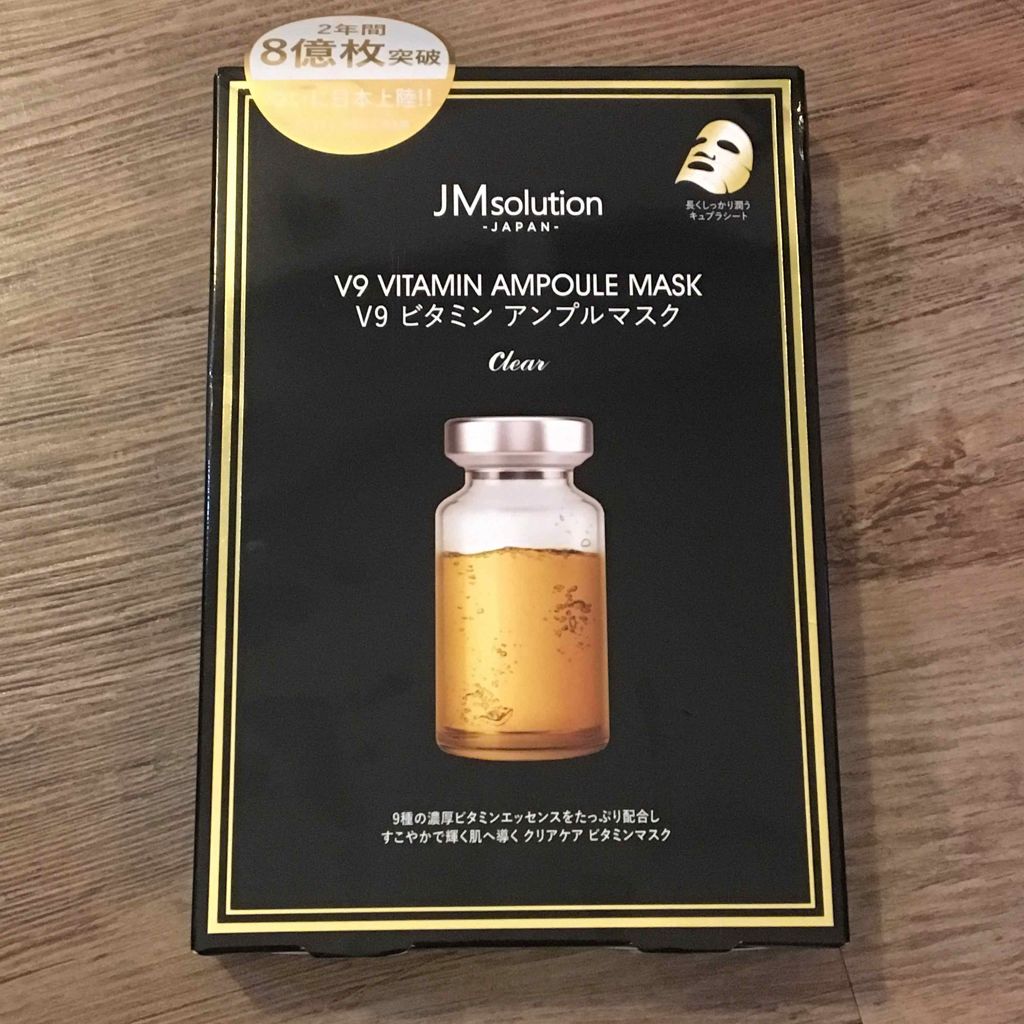 2年間
8億枚突破
日本上陸!!
長くしっかり潤う
キュプラシート
JMsolution
-JAPAN-
V9 VITAMIN AMPOULE MASK
V9 ビタミン アンプルマスク
Clear
9種の濃厚ビタミンエッセンスをたっぷり配合し
すこやかで輝く肌へ導く クリアケア ビタミンマスク